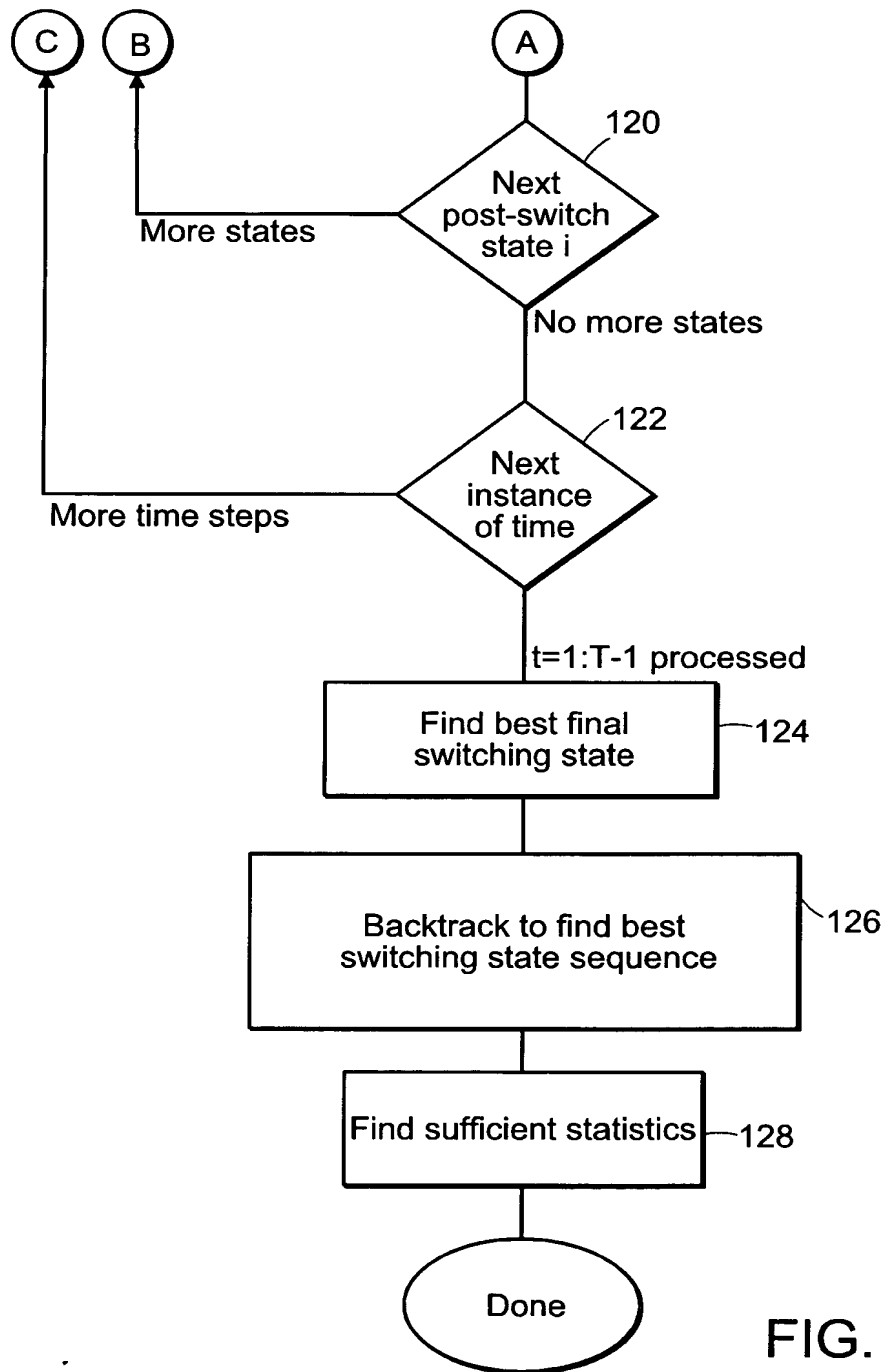 C
B
A
120
Next
post-switch
state i
More states
No more states
122
Next
instance
of time
More time steps
t=1:T-1 processed
Find best final
switching state
124
Backtrack to find best
switching state sequence
126
Find sufficient statistics
128
Done
FIG.